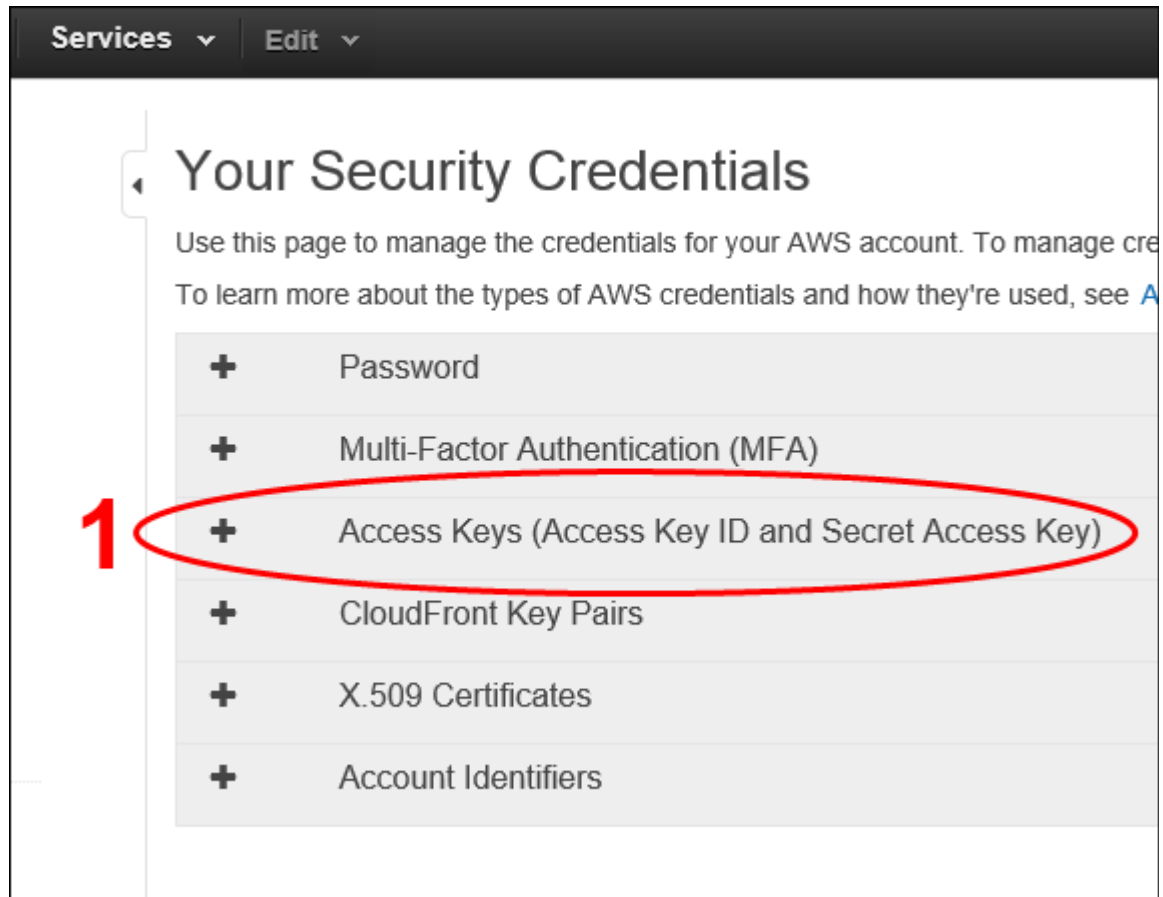 Services Edit
Your Security Credentials
Use this page to manage the credentials for your AWS account. To manage cre
To learn more about the types of AWS credentials and how they're used, see A
Password
Multi-Factor Authentication (MFA)
1 Access Keys (Access Key ID and Secret Access Key)
CloudFront Key Pairs
X.509 Certificates
Account Identifiers